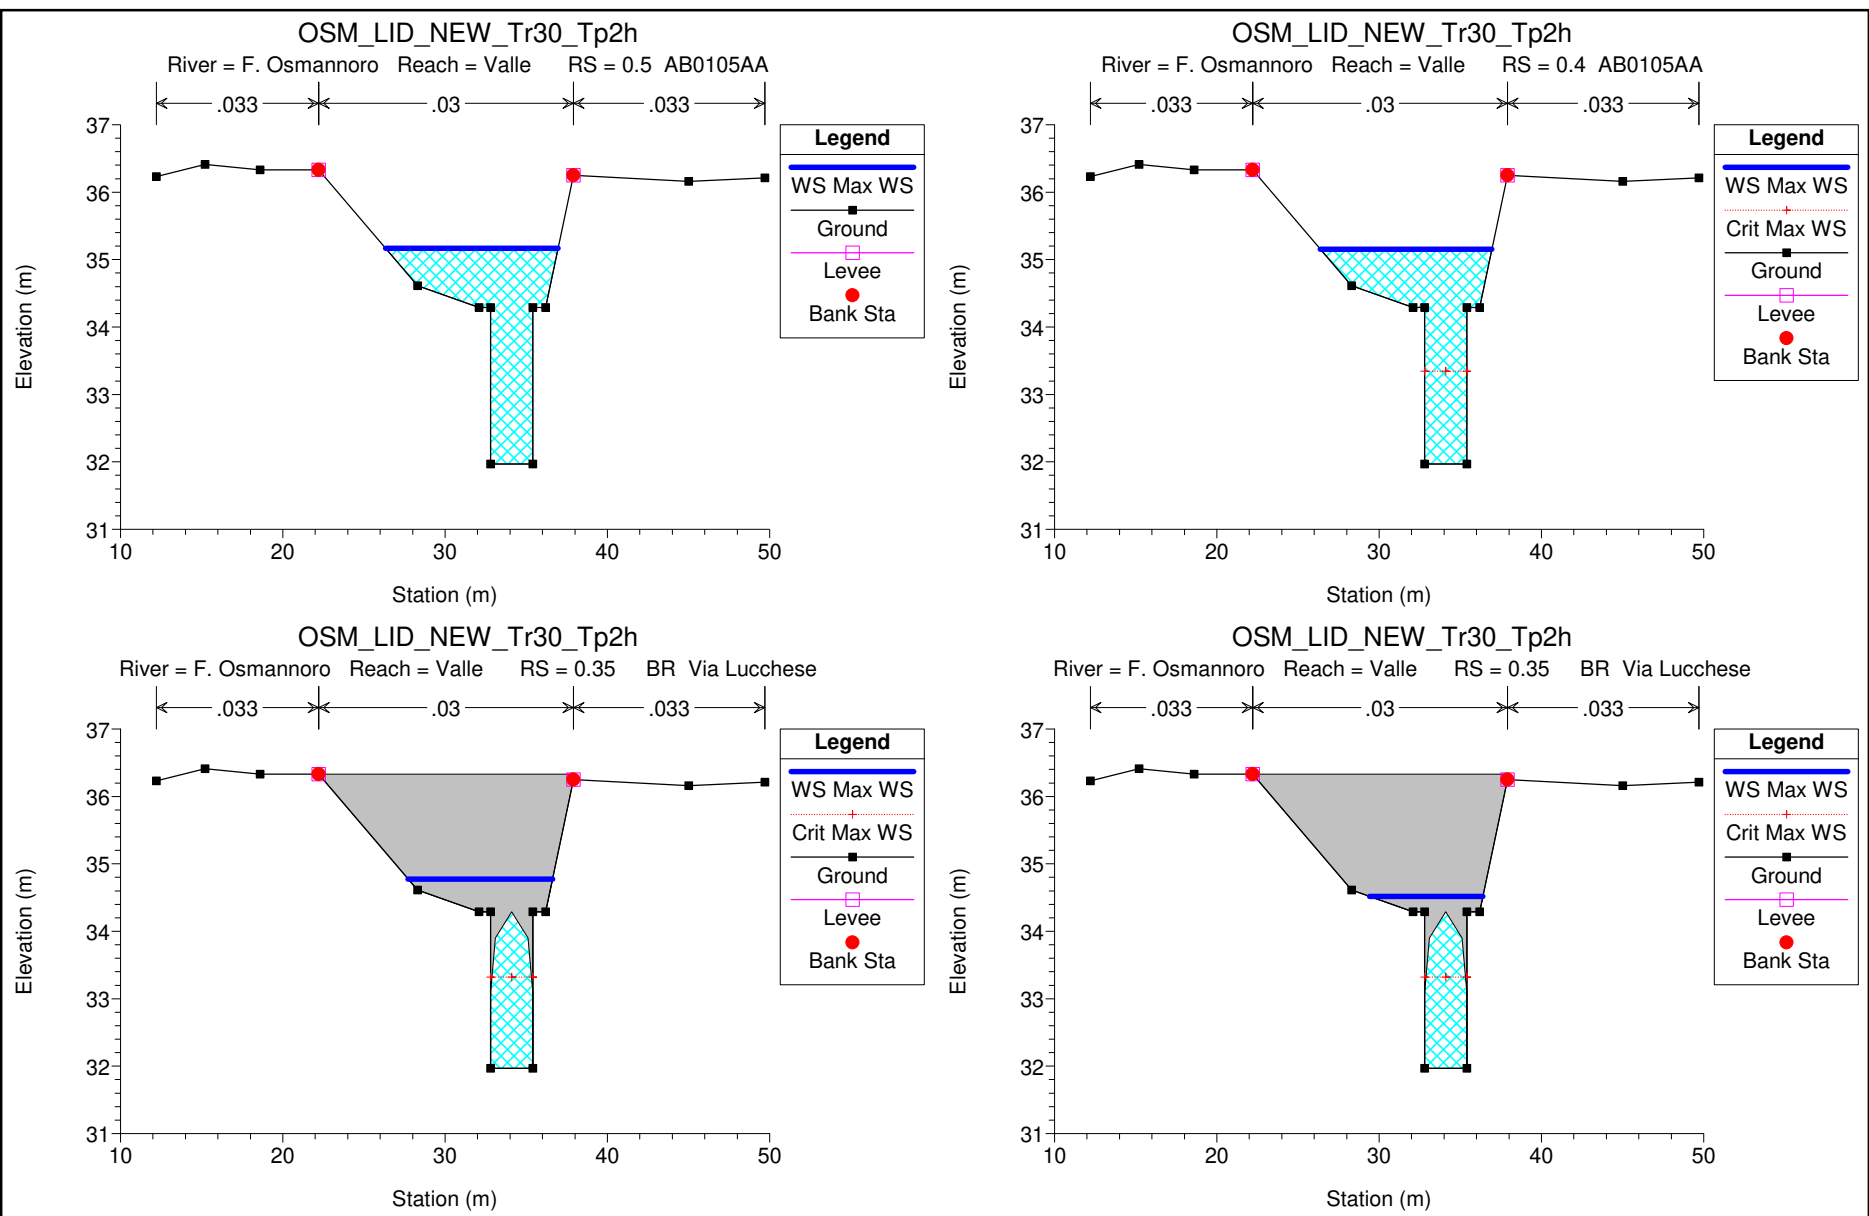 OSM_LID_NEW_Tr30_Tp2h
River = F. Osmannoro Reach = Valle RS = 0.5 AB0105AA
.033 .03 .033
37
36
35
34
33
32
31
10 20 30 40 50
Elevation (m)
Station (m)
Legend
WS Max WS
Ground
Levee
Bank Sta
OSM_LID_NEW_Tr30_Tp2h
River = F. Osmannoro Reach = Valle RS = 0.4 AB0105AA
.033 .03 .033
37
36
35
34
33
32
31
10 20 30 40 50
Elevation (m)
Station (m)
Legend
WS Max WS
Crit Max WS
Ground
Levee
Bank Sta
OSM_LID_NEW_Tr30_Tp2h
River = F. Osmannoro Reach = Valle RS = 0.35 BR Via Lucchese
.033 .03 .033
37
36
35
34
33
32
31
10 20 30 40 50
Elevation (m)
Station (m)
Legend
WS Max WS
Crit Max WS
Ground
Levee
Bank Sta
OSM_LID_NEW_Tr30_Tp2h
River = F. Osmannoro Reach = Valle RS = 0.35 BR Via Lucchese
.033 .03 .033
37
36
35
34
33
32
31
10 20 30 40 50
Elevation (m)
Station (m)
Legend
WS Max WS
Crit Max WS
Ground
Levee
Bank Sta